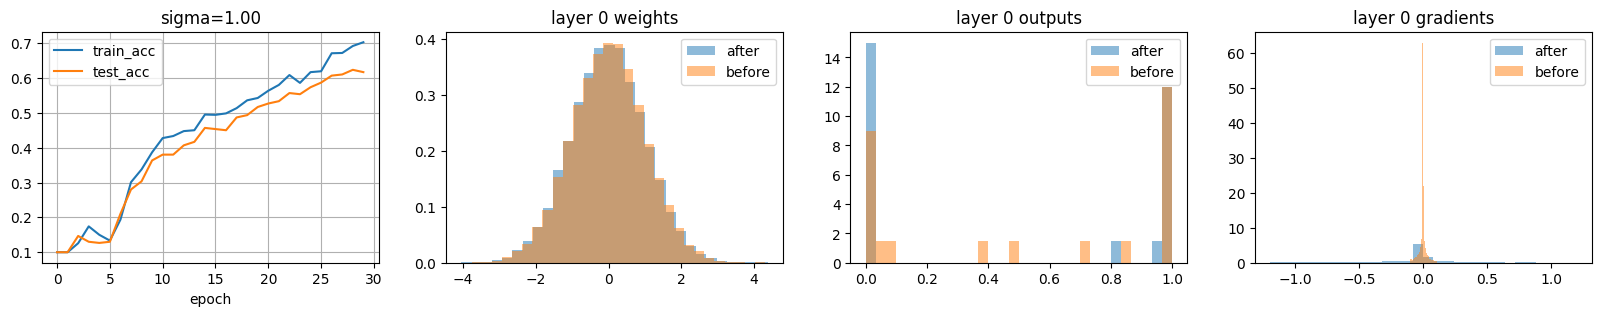 sigma=1.00
train_acc
test_acc
0.7
0.6
0.5
0.4
0.3
0.2
0.1
0 5 10 15 20 25 30
epoch
layer 0 weights
after
before
0.4
0.3
0.2
0.1
0.0
−4 −2 0 2 4
layer 0 outputs
after
before
14
12
10
8
6
4
2
0
0.0 0.2 0.4 0.6 0.8 1.0
layer 0 gradients
after
before
60
50
40
30
20
10
0
−1.0 −0.5 0.0 0.5 1.0